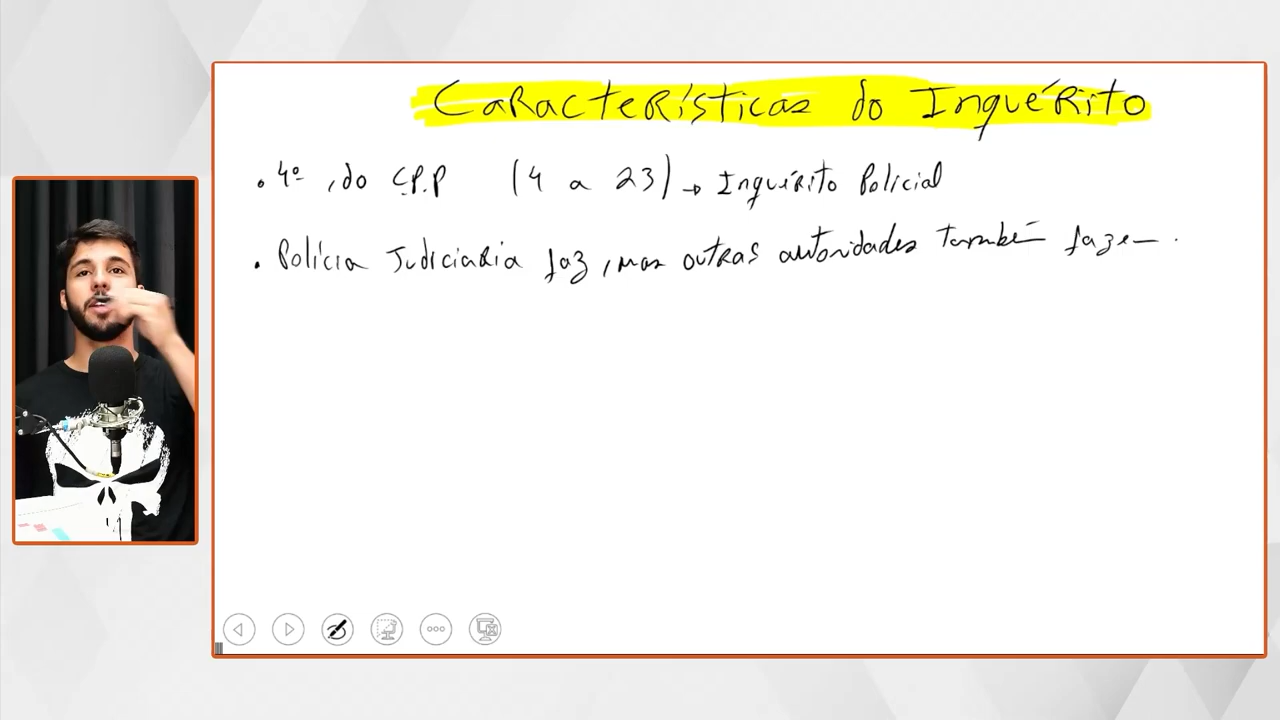 Características do Inquérito
• 4º, do C.P.P (4 a 23) → Inquérito Policial
• Polícia Judiciária faz, mas outras autoridades também fazem.